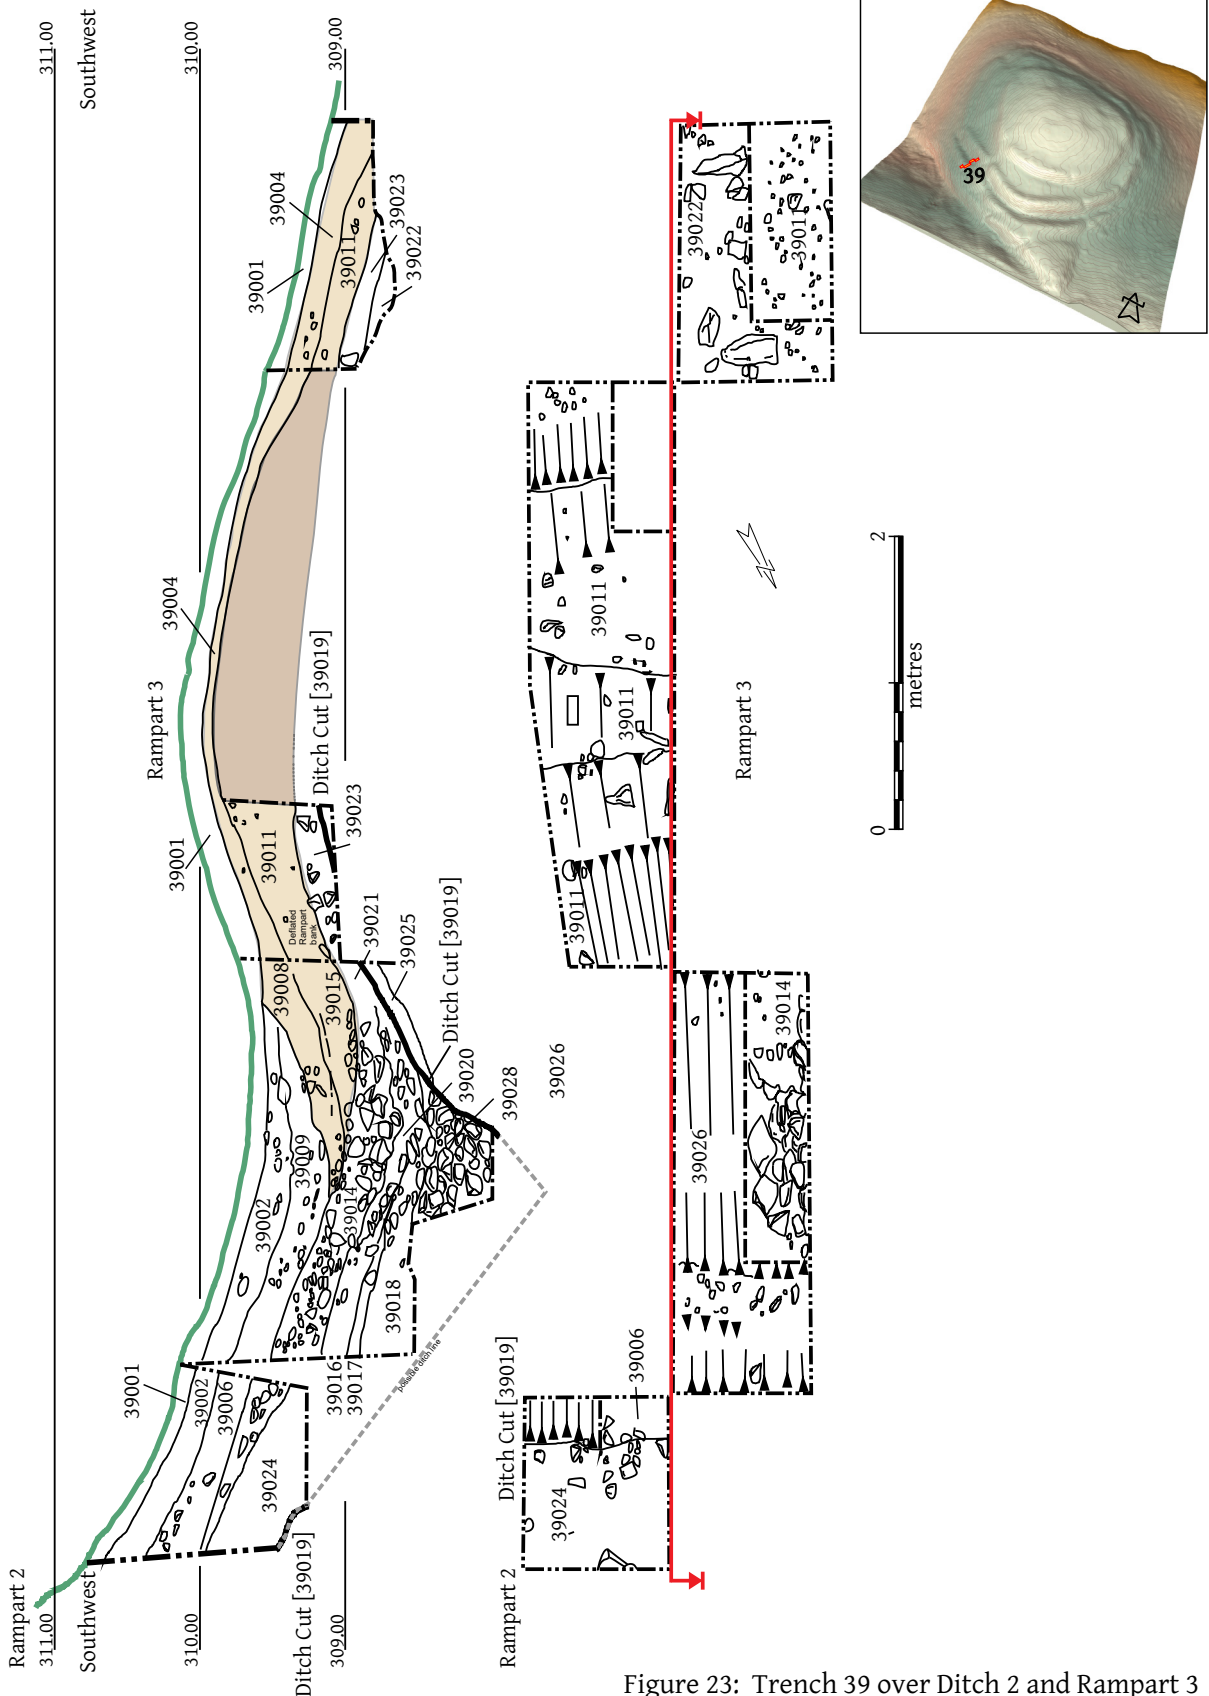 Rampart 2
311.00
Southwest
310.00
Ditch Cut [39019]
309.00
39001
39002
39006
39024
39016
39017
possible ditch line
39018
39002
39009
39014
39008
39015
Deflated
Rampart
bank
39011
39001
39021
39025
Ditch Cut [39019]
39020
39028
39026
39023
Ditch Cut [39019]
Rampart 3
39004
39001
39004
39011
39023
39022
311.00
Southwest
310.00
309.00
Rampart 2
Ditch Cut [39019]
39024
39006
39026
39014
39011
39011
39011
39022
39011
Rampart 3
0
2
metres
39
Figure 23: Trench 39 over Ditch 2 and Rampart 3